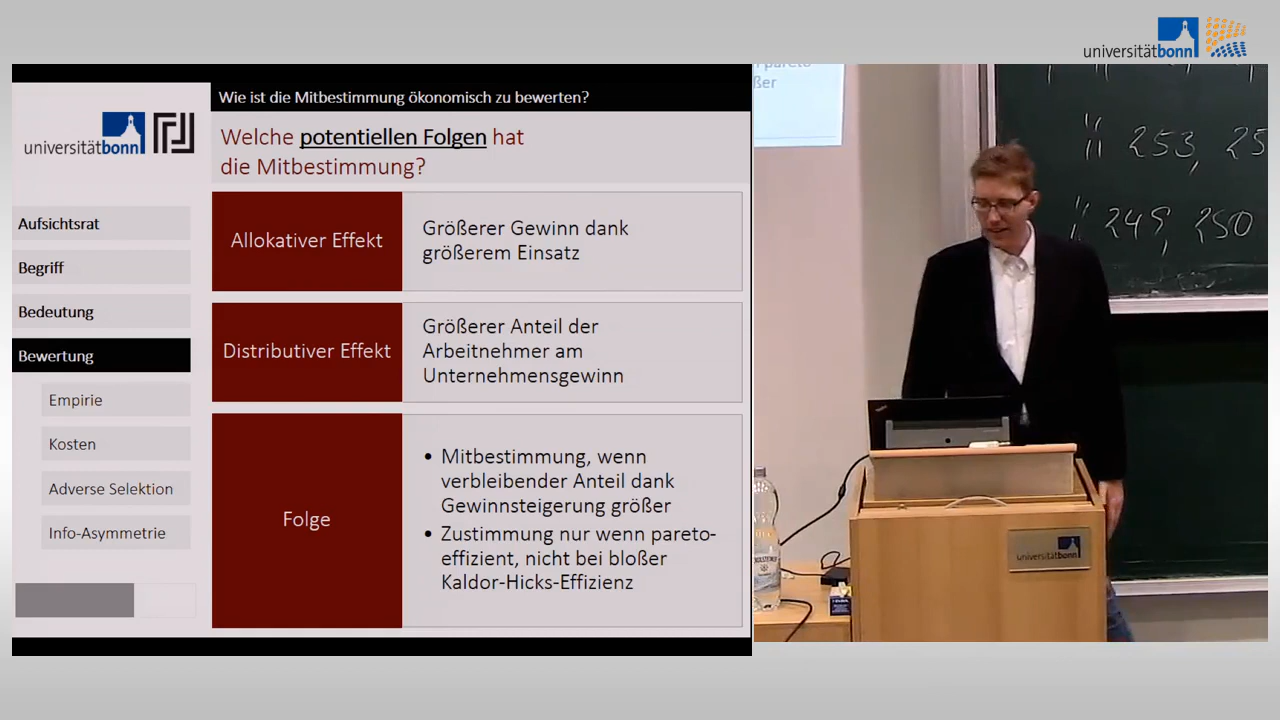 universitätbonn
Wie ist die Mitbestimmung ökonomisch zu bewerten?
universitätbonn
Welche potentiellen Folgen hat
die Mitbestimmung?
Aufsichtsrat
Begriff
Bedeutung
Bewertung
Empirie
Kosten
Adverse Selektion
Info-Asymmetrie
Allokativer Effekt
Größerer Gewinn dank
größerem Einsatz
Distributiver Effekt
Größerer Anteil der
Arbeitnehmer am
Unternehmensgewinn
Folge
• Mitbestimmung, wenn
verbleibender Anteil dank
Gewinnsteigerung größer
• Zustimmung nur wenn pareto-
effizient, nicht bei bloßer
Kaldor-Hicks-Effizienz
pareto-
ßer
253, 25
249, 250
universitätbonn